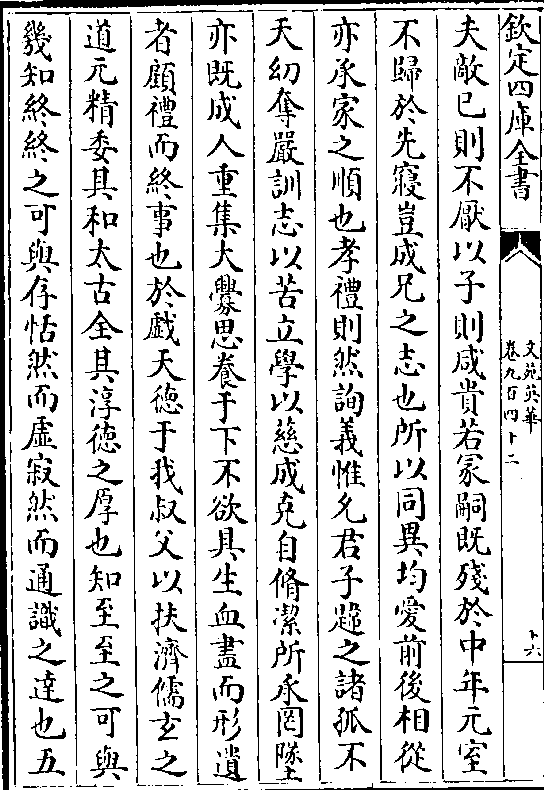 欽定四庫全書
文苑英華
卷九百四十二
十六
夫敵已則不厭以子則咸貴若冡嗣既殘於中年元室
不歸於先寢豈成兄之志也所以同異均愛前後相從
亦承家之順也孝禮則然詢義惟允君子韙之諸孤不
天幼奪嚴訓志以苦立學以慈成克自脩潔所永罔墜
亦既成人重集大釁思養于下不欲具生血盡而形遺
者顧禮而終事也於戲天德于我叔父以扶濟儒玄之
道元精委其和太古全其淳德之厚也知至至之可與
幾知終終之可與存怙然而虛寂然而通識之逹也五